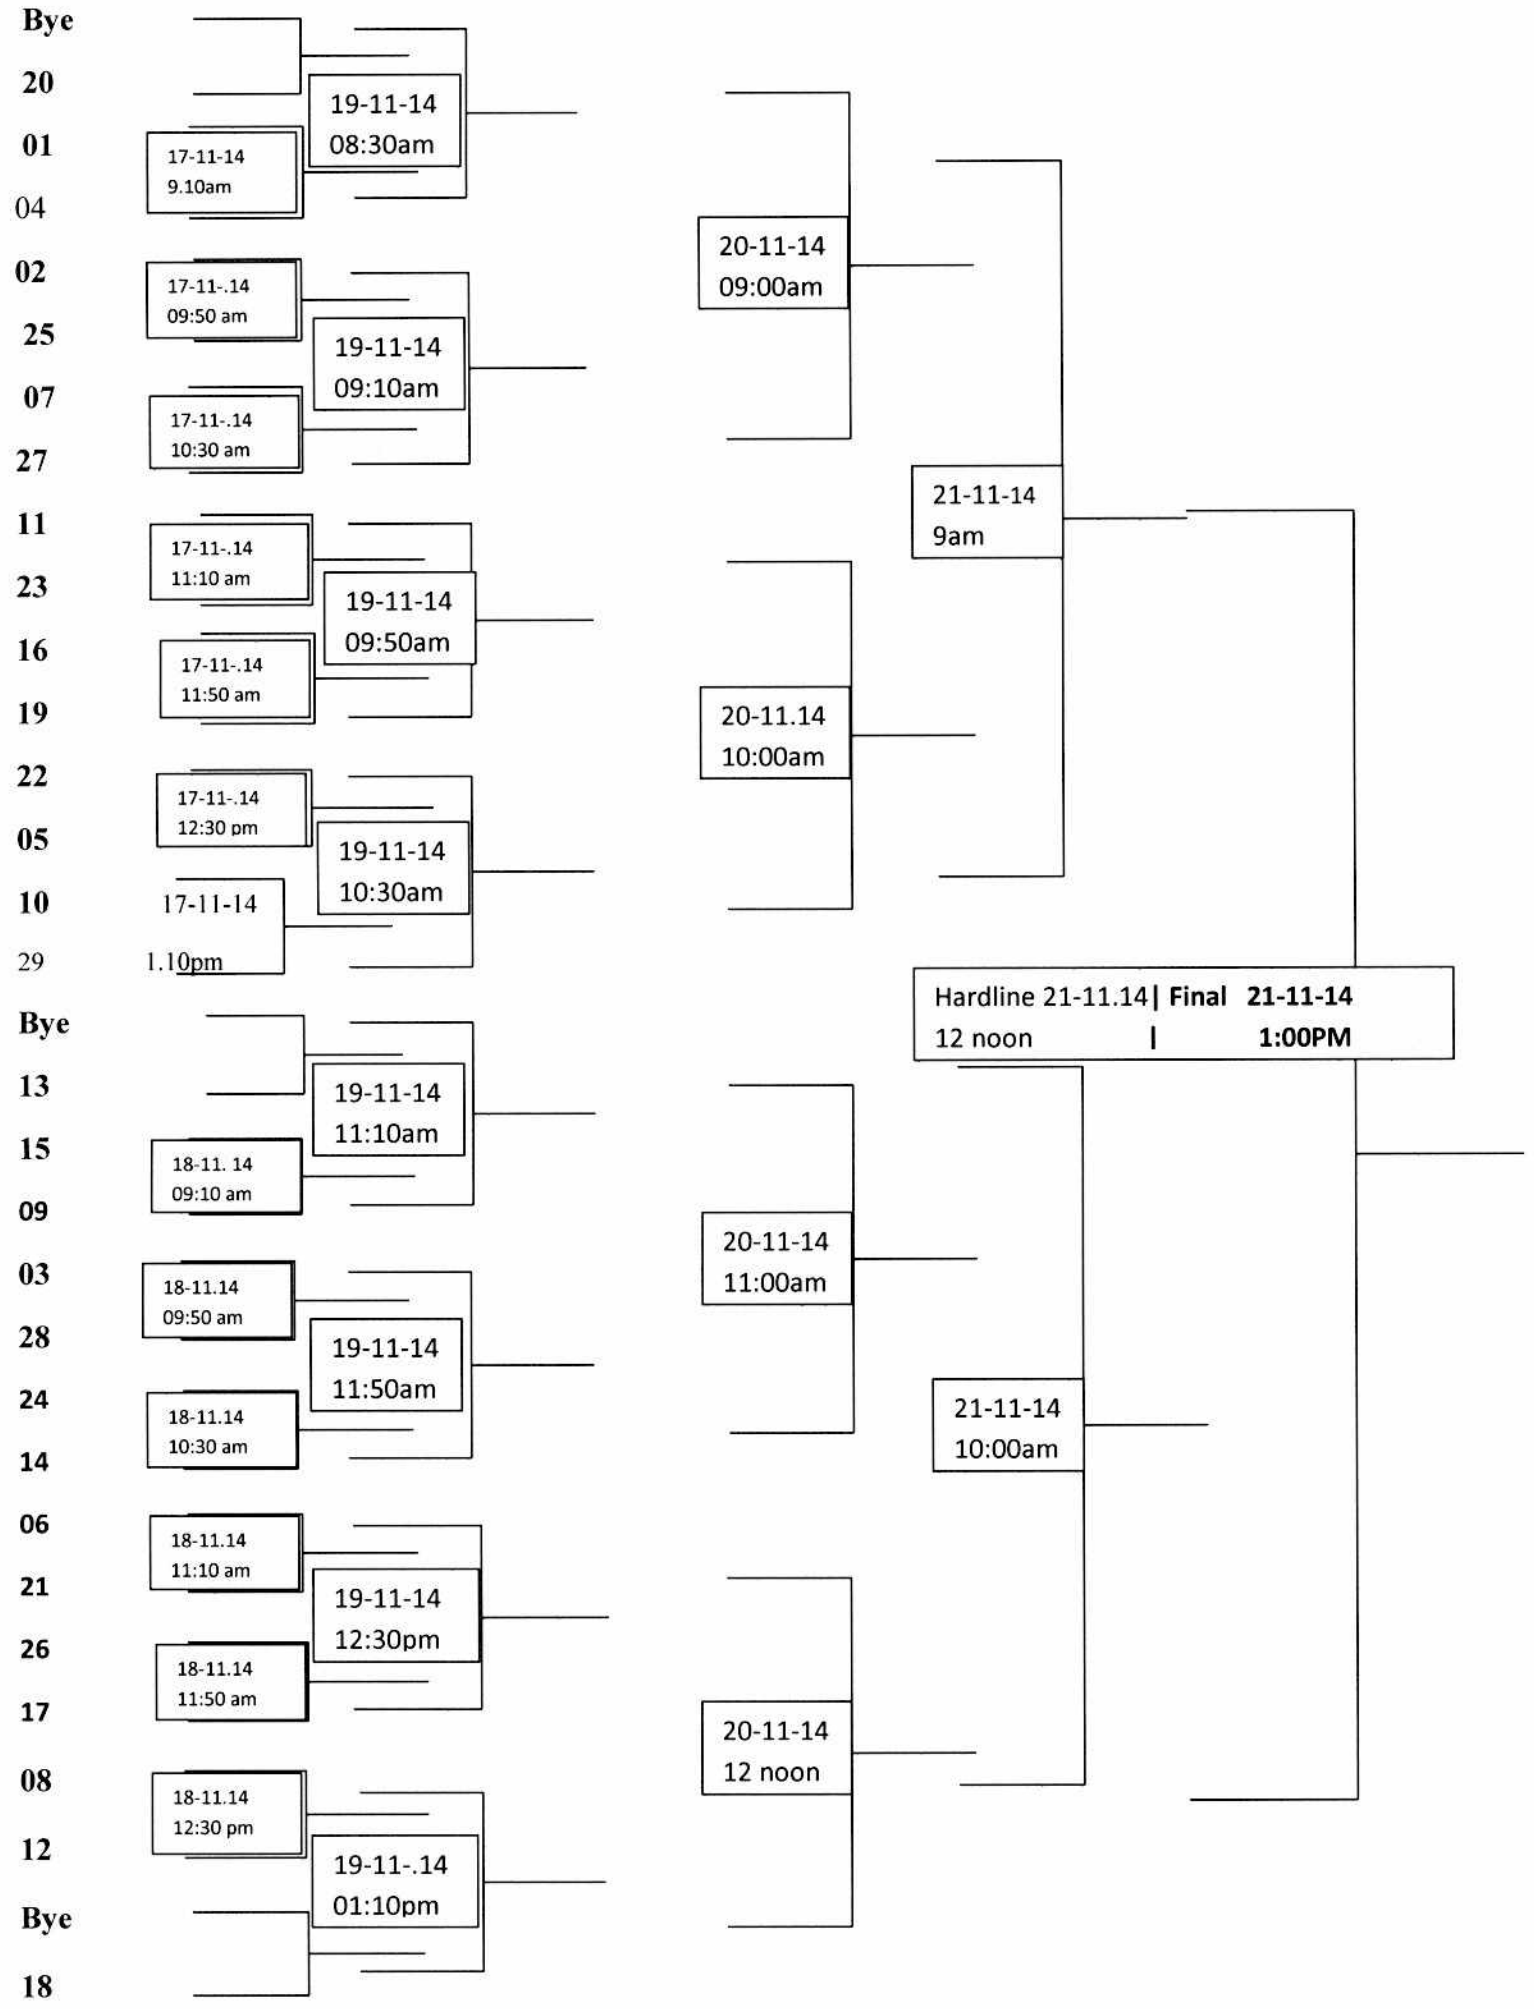 Bye
20
01
04
02
25
07
27
11
23
16
19
22
05
10
29
Bye
13
15
09
03
28
24
14
06
21
26
17
08
12
Bye
18
17-11-14
9.10am
17-11-.14
09:50 am
17-11-.14
10:30 am
17-11-.14
11:10 am
17-11-.14
11:50 am
17-11-.14
12:30 pm
17-11-14
1.10pm
18-11. 14
09:10 am
18-11.14
09:50 am
18-11.14
10:30 am
18-11.14
11:10 am
18-11.14
11:50 am
18-11.14
12:30 pm
19-11-14
08:30am
19-11-14
09:10am
19-11-14
09:50am
19-11-14
10:30am
19-11-14
11:10am
19-11-14
11:50am
19-11-14
12:30pm
19-11-.14
01:10pm
20-11-14
09:00am
20-11.14
10:00am
20-11-14
11:00am
20-11-14
12 noon
21-11-14
9am
21-11-14
10:00am
Hardline 21-11.14| Final 21-11-14
12 noon | 1:00PM